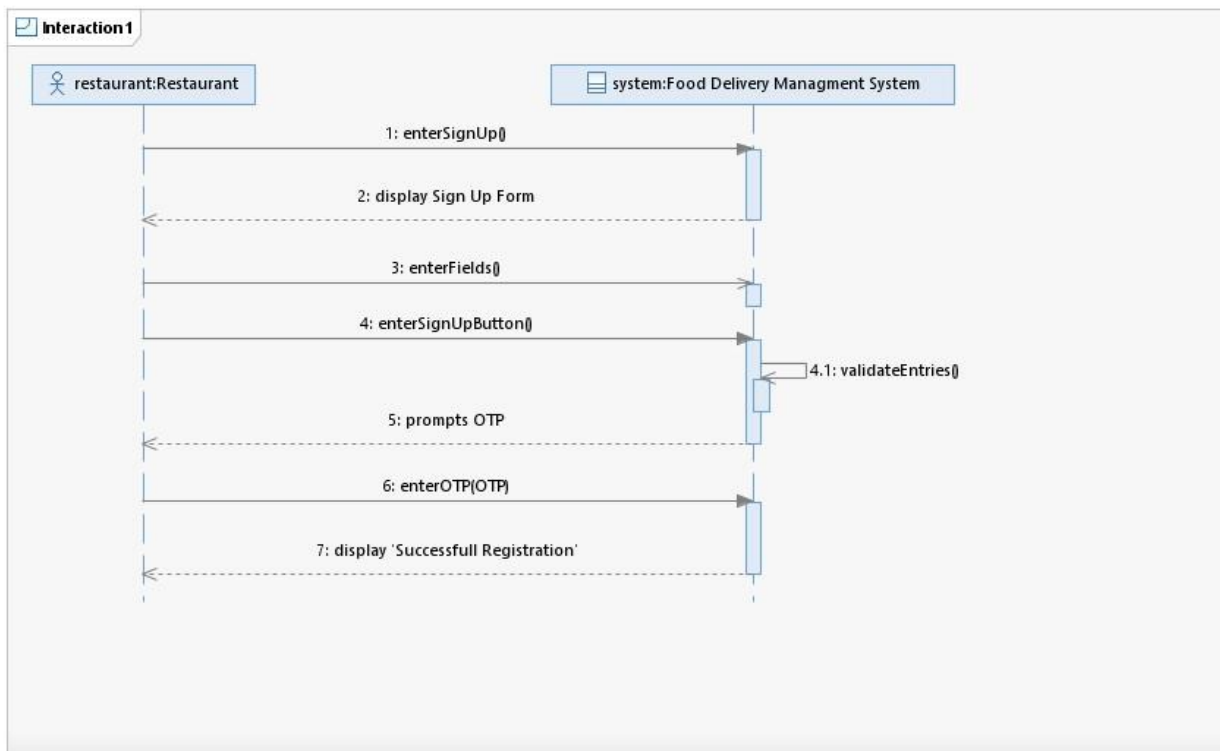 Interaction1
restaurant:Restaurant
system:Food Delivery Managment System
1: enterSignUp()
2: display Sign Up Form
3: enterFields()
4: enterSignUpButton()
4.1: validateEntries()
5: prompts OTP
6: enterOTP(OTP)
7: display 'Successfull Registration'